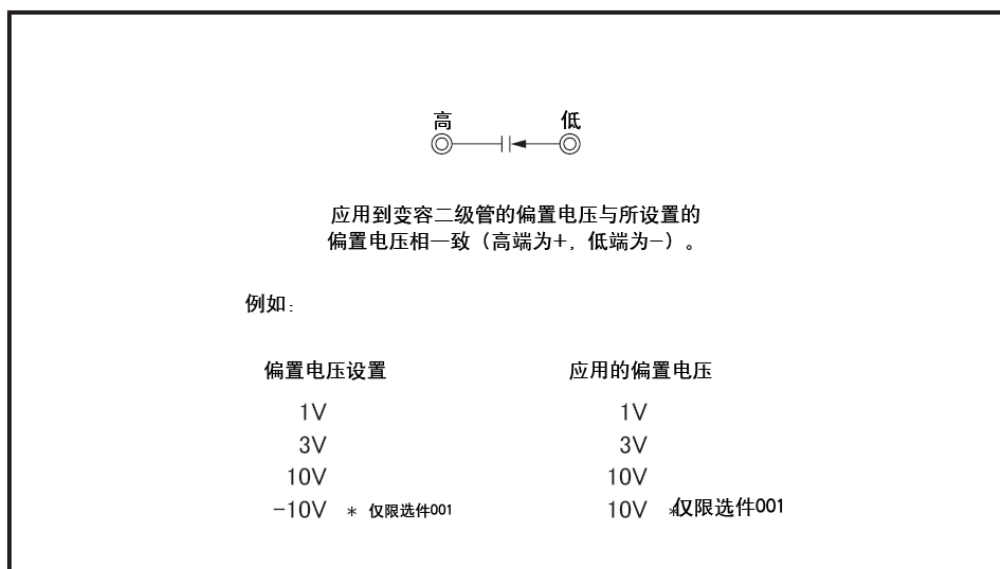 高 低
应用到变容二级管的偏置电压与所设置的
偏置电压相一致（高端为+，低端为−）。
例如：
偏置电压设置 应用的偏置电压
1V 1V
3V 3V
10V 10V
−10V * 仅限选件001 10V *仅限选件001